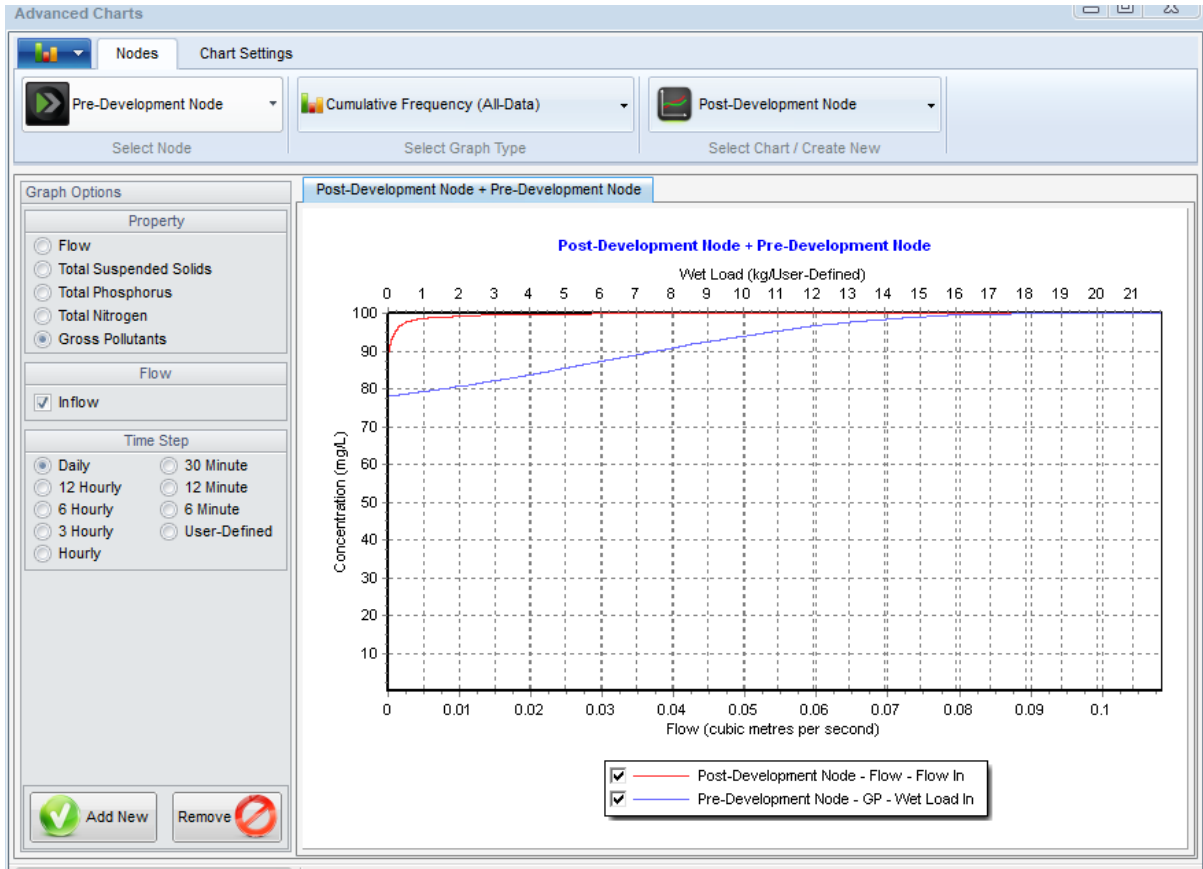 Advanced Charts
Nodes Chart Settings
Pre-Development Node Cumulative Frequency (All-Data) Post-Development Node
Select Node Select Graph Type Select Chart / Create New
Graph Options
Property
Flow
Total Suspended Solids
Total Phosphorus
Total Nitrogen
Gross Pollutants
Flow
Inflow
Time Step
Daily 30 Minute
12 Hourly 12 Minute
6 Hourly 6 Minute
3 Hourly User-Defined
Hourly
Add New Remove
Post-Development Node + Pre-Development Node
Post-Development Node + Pre-Development Node
Wet Load (kg/User-Defined)
0 1 2 3 4 5 6 7 8 9 10 11 12 13 14 15 16 17 18 19 20 21
Concentration (mg/L)
100
90
80
70
60
50
40
30
20
10
0 0.01 0.02 0.03 0.04 0.05 0.06 0.07 0.08 0.09 0.1
Flow (cubic metres per second)
Post-Development Node - Flow - Flow In
Pre-Development Node - GP - Wet Load In